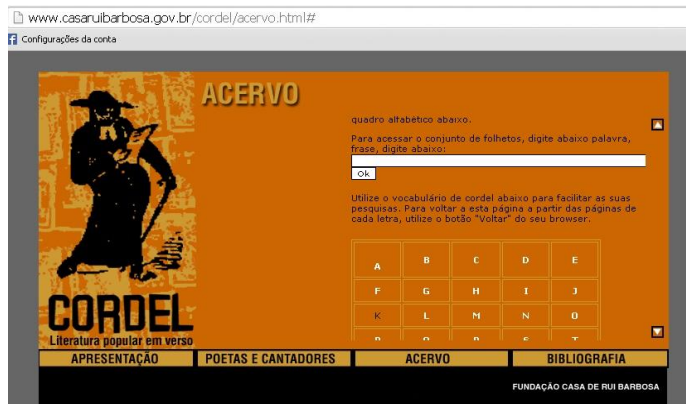 www.casaruibarbosa.gov.br/cordel/acervo.html#
Configurações da conta
ACERVO
quadro alfabético abaixo.
Para acessar o conjunto de folhetos, digite abaixo palavra,
frase, digite abaixo:
Ok
Utilize o vocabulário de cordel abaixo para facilitar as suas
pesquisas. Para voltar a esta página a partir das páginas de
cada letra, utilize o botão "Voltar" do seu browser.
A B C D E
F G H I J
K L M N O
P Q R S T
CORDEL
Literatura popular em verso
APRESENTAÇÃO POETAS E CANTADORES ACERVO BIBLIOGRAFIA
FUNDAÇÃO CASA DE RUI BARBOSA